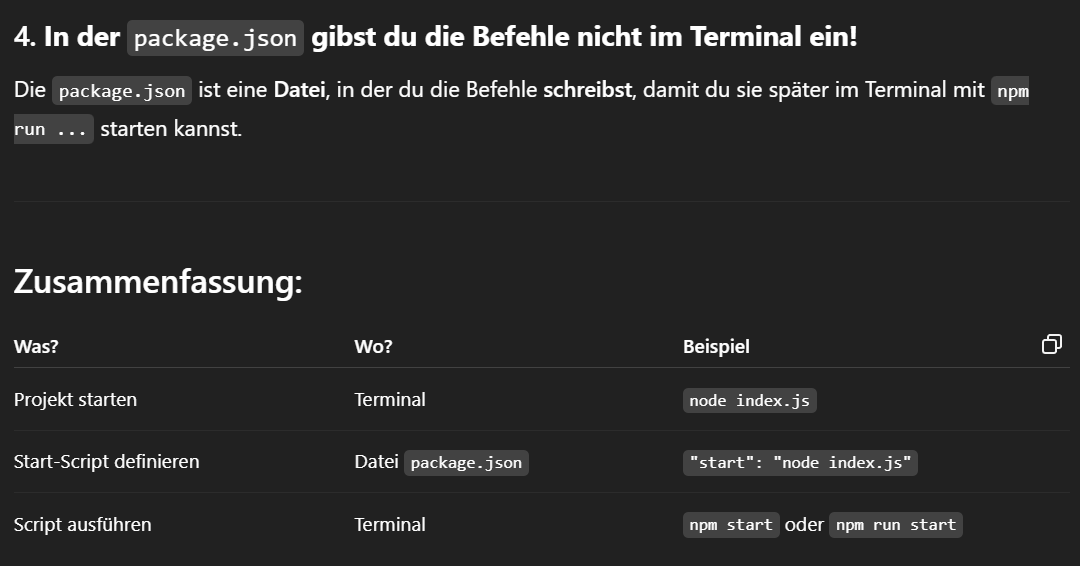 4. In der package.json gibst du die Befehle nicht im Terminal ein!
Die package.json ist eine Datei, in der du die Befehle schreibst, damit du sie später im Terminal mit npm
run ... starten kannst.
Zusammenfassung:
Was? Wo? Beispiel
Projekt starten Terminal node index.js
Start-Script definieren Datei package.json "start": "node index.js"
Script ausführen Terminal npm start oder npm run start